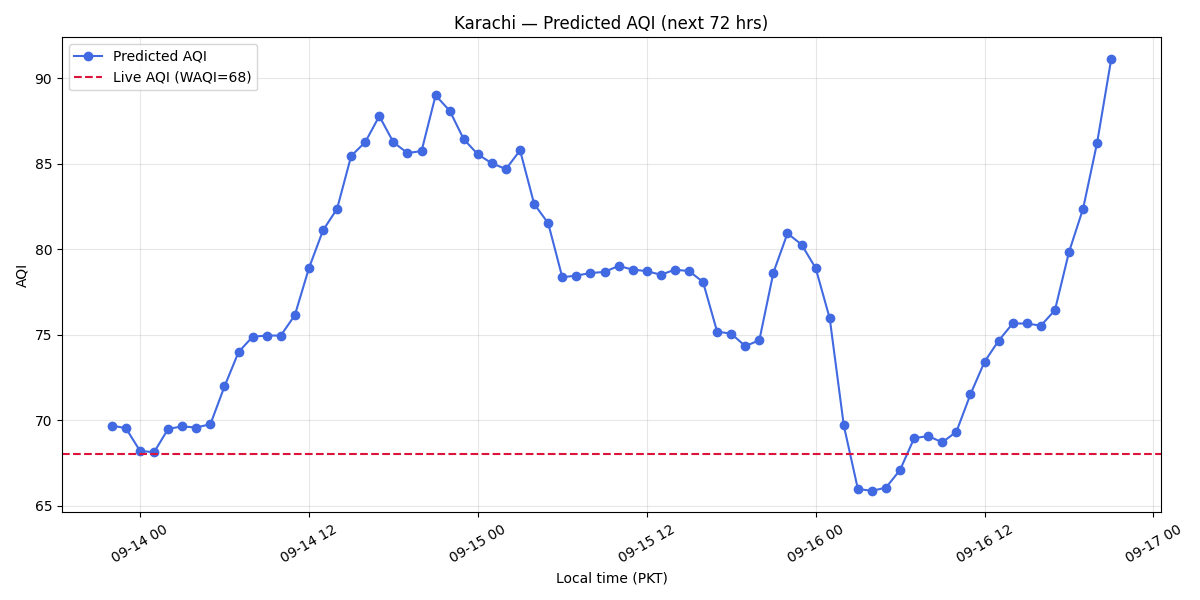 Karachi — Predicted AQI (next 72 hrs)
Predicted AQI
Live AQI (WAQI=68)
AQI
90
85
80
75
70
65
09-14 00
09-14 12
09-15 00
09-15 12
09-16 00
09-16 12
09-17 00
Local time (PKT)